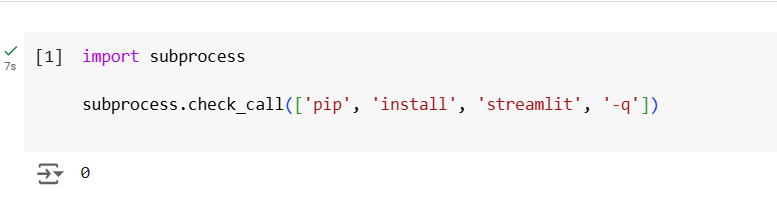 [1] import subprocess
7s
subprocess.check_call(['pip', 'install', 'streamlit', '-q'])
0